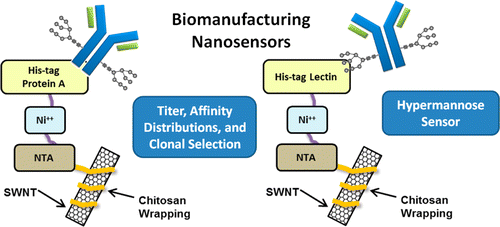 Biomanufacturing
Nanosensors
His-tag
Protein A
Ni++
NTA
SWNT
Chitosan
Wrapping
Titer, Affinity
Distributions, and
Clonal Selection
His-tag Lectin
Ni++
NTA
SWNT
Chitosan
Wrapping
Hypermannose
Sensor